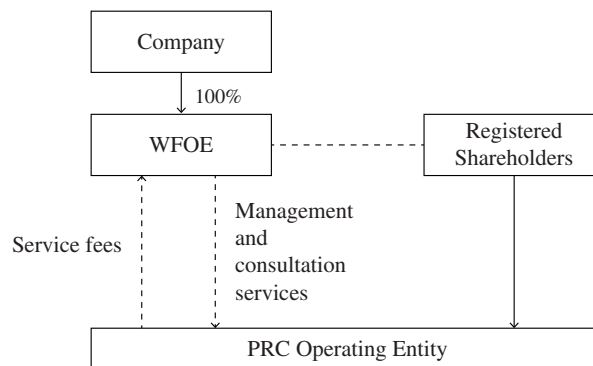 Company
100%
WFOE
Registered
Shareholders
Service fees
Management
and
consultation
services
PRC Operating Entity